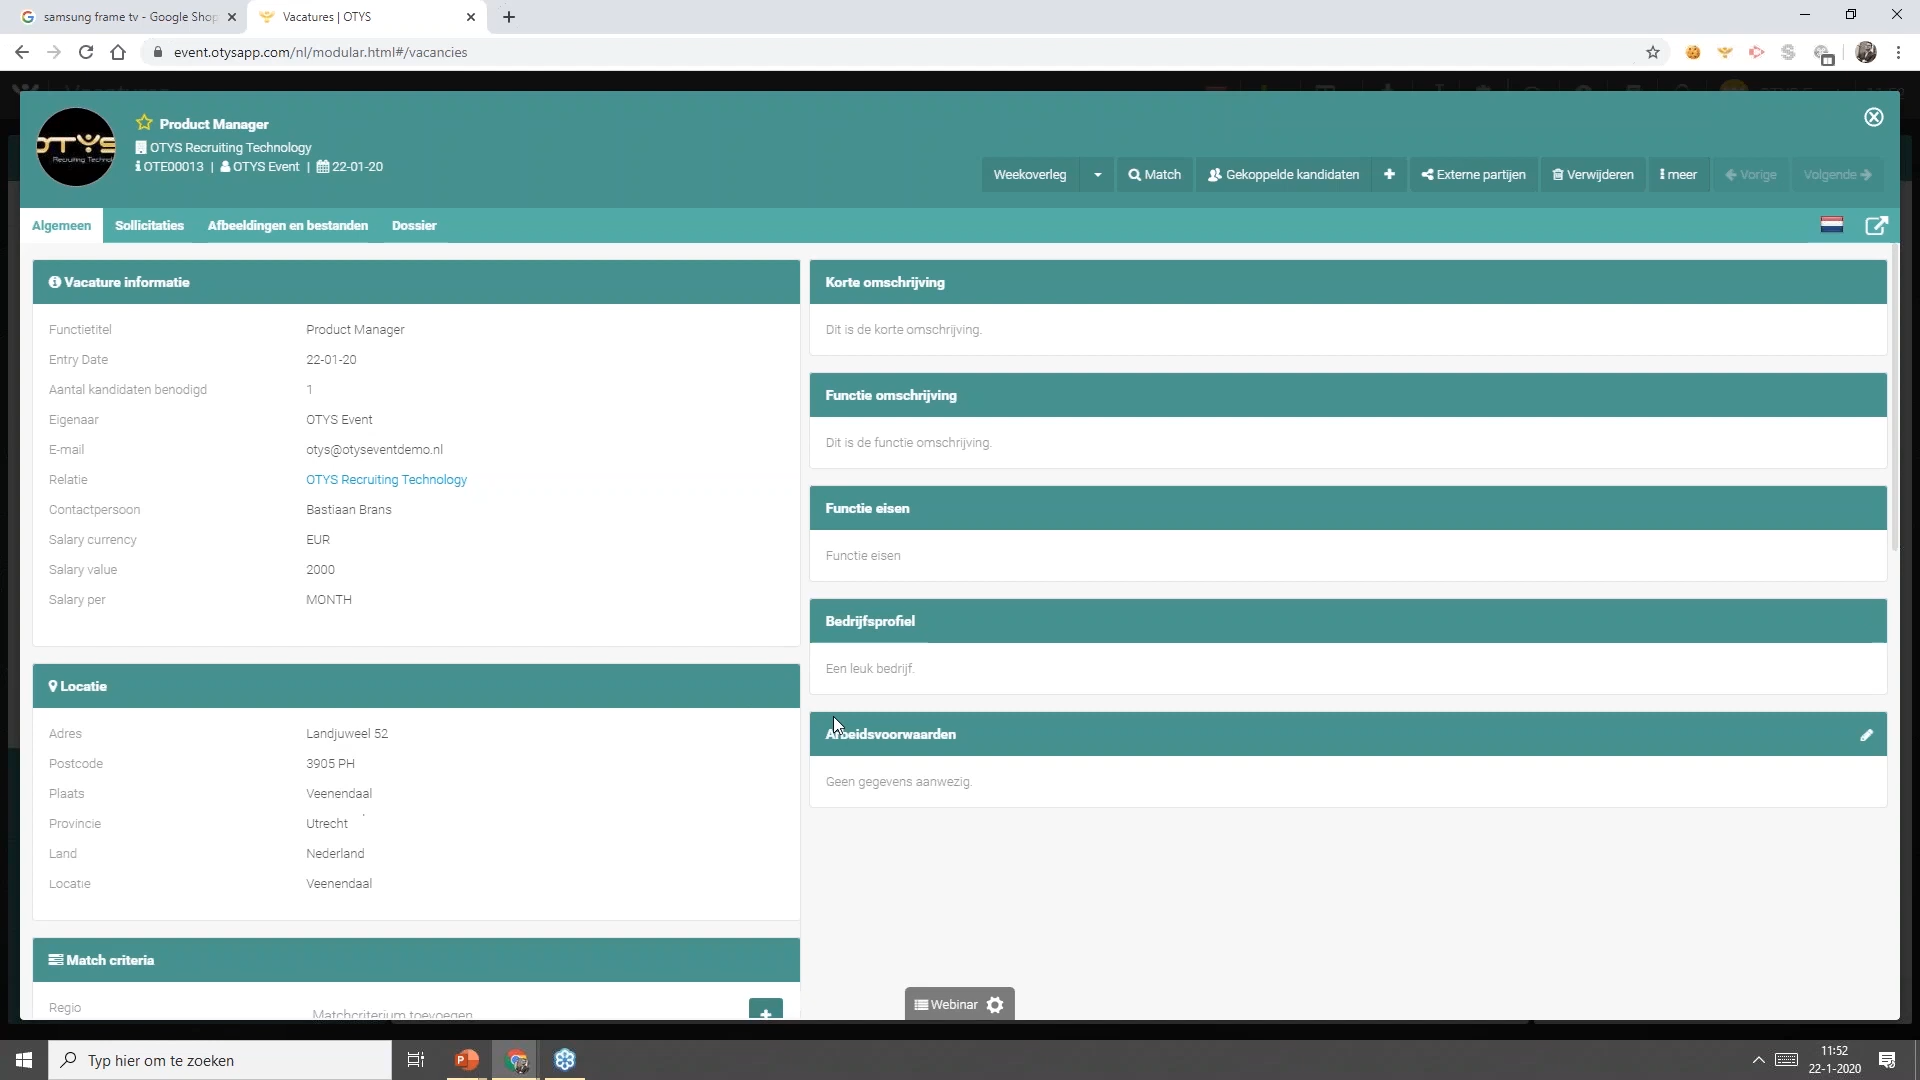 samsung frame tv - Google Shop
Vacatures | OTYS
event.otysapp.com/nl/modular.html#/vacancies
OTYS
Recruiting Technol
Product Manager
OTYS Recruiting Technology
OTE00013 | OTYS Event | 22-01-20
Weekoverleg
Match
Gekoppelde kandidaten
Externe partijen
Verwijderen
meer
Vorige
Volgende
Algemeen
Sollicitaties
Afbeeldingen en bestanden
Dossier
Vacature informatie
Functietitel Product Manager
Entry Date 22-01-20
Aantal kandidaten benodigd 1
Eigenaar OTYS Event
E-mail otys@otyseventdemo.nl
Relatie OTYS Recruiting Technology
Contactpersoon Bastiaan Brans
Salary currency EUR
Salary value 2000
Salary per MONTH
Locatie
Adres Landjuweel 52
Postcode 3905 PH
Plaats Veenendaal
Provincie Utrecht
Land Nederland
Locatie Veenendaal
Match criteria
Regio Matchcriterium toevoegen
Korte omschrijving
Dit is de korte omschrijving.
Functie omschrijving
Dit is de functie omschrijving.
Functie eisen
Functie eisen
Bedrijfsprofiel
Een leuk bedrijf.
Arbeidsvoorwaarden
Geen gegevens aanwezig.
Webinar
Typ hier om te zoeken
11:52
22-1-2020